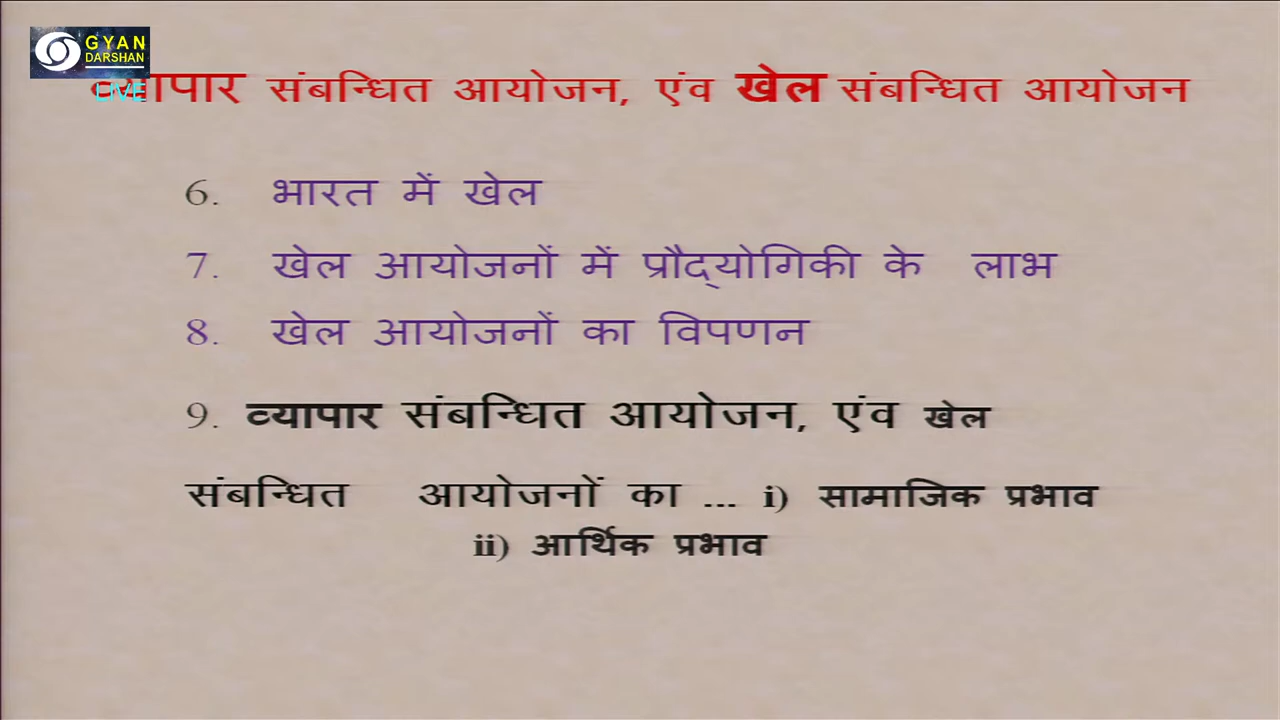 GYAN
DARSHAN
LIVE
व्यापार संबन्धित आयोजन, एंव खेल संबन्धित आयोजन
6. भारत में खेल
7. खेल आयोजनों में प्रौद्‌योगिकी के लाभ
8. खेल आयोजनों का विपणन
9. व्यापार संबन्धित आयोजन, एंव खेल
संबन्धित आयोजनों का ... i) सामाजिक प्रभाव
ii) आर्थिक प्रभाव